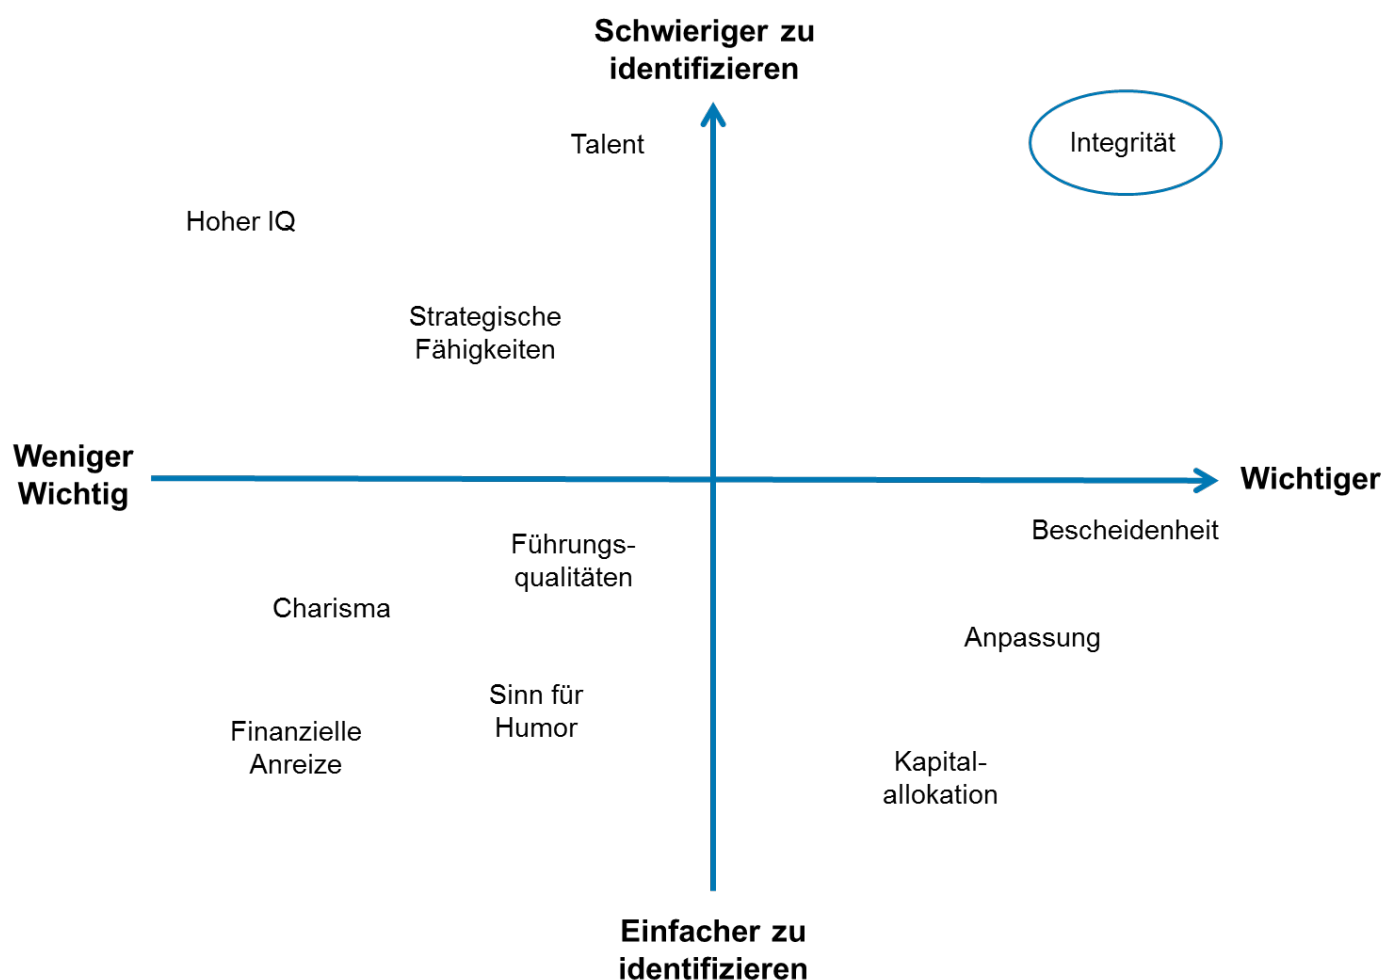 Schwieriger zu
identifizieren
Talent
Integrität
Hoher IQ
Strategische
Fähigkeiten
Weniger
Wichtig
Wichtiger
Bescheidenheit
Führungs-
qualitäten
Charisma
Anpassung
Sinn für
Humor
Finanzielle
Anreize
Kapital-
allokation
Einfacher zu
identifizieren